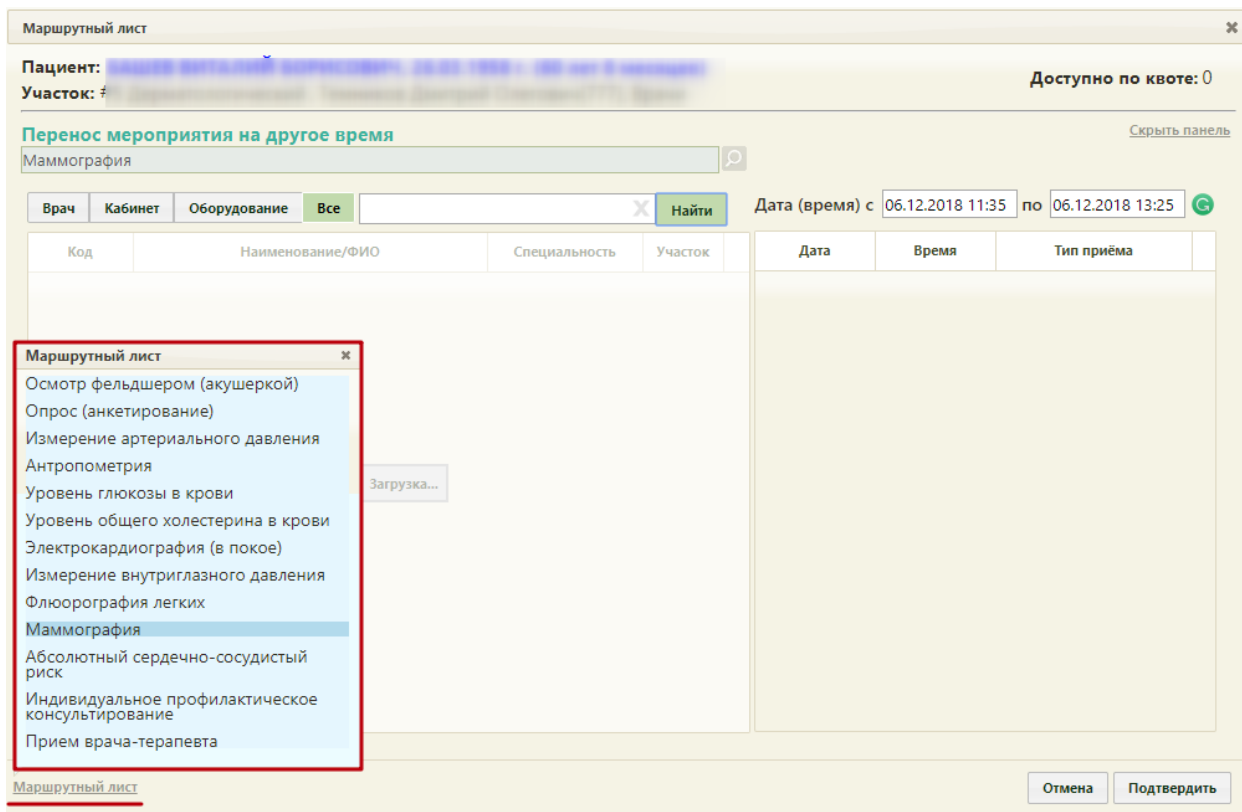 Маршрутный лист
Пациент:
Доступно по квоте: 0
Участок: #
Перенос мероприятия на другое время
Скрыть панель
Маммография
Врач Кабинет Оборудование Все X Найти Дата (время) с 06.12.2018 11:35 по 06.12.2018 13:25
Код Наименование/ФИО Специальность Участок Дата Время Тип приёма
Маршрутный лист
Осмотр фельдшером (акушеркой)
Опрос (анкетирование)
Измерение артериального давления
Антропометрия
Загрузка...
Уровень глюкозы в крови
Уровень общего холестерина в крови
Электрокардиография (в покое)
Измерение внутриглазного давления
Флюорография легких
Маммография
Абсолютный сердечно-сосудистый
риск
Индивидуальное профилактическое
консультирование
Прием врача-терапевта
Маршрутный лист
Отмена Подтвердить